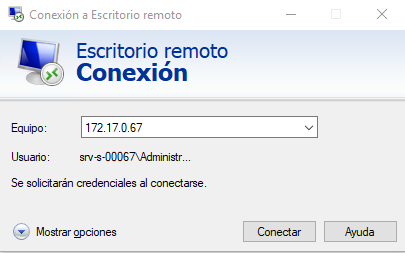 Conexión a Escritorio remoto
Escritorio remoto
Conexión
Equipo: 172.17.0.67
Usuario: srv-s-00067\Administr...
Se solicitarán credenciales al conectarse.
Mostrar opciones Conectar Ayuda